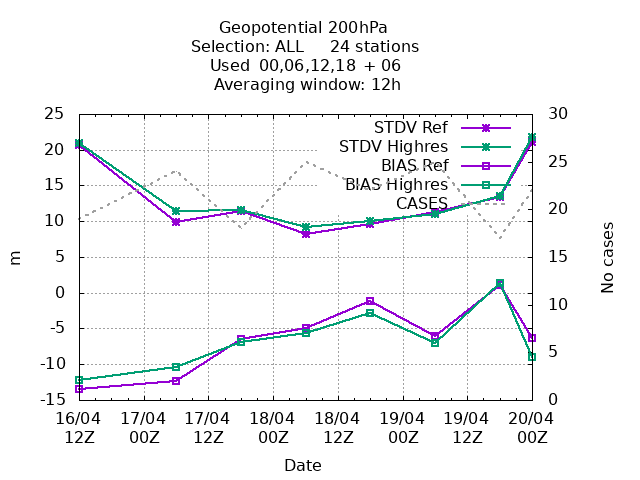 Geopotential 200hPa
Selection: ALL 24 stations
Used 00,06,12,18 + 06
Averaging window: 12h
25 30
STDV Ref
20 STDV Highres 25
BIAS Ref
15 BIAS Highres
CASES 20
10
5 15
m
No cases
0
10
-5
5
-10
-15 0
16/04 17/04 17/04 18/04 18/04 19/04 19/04 20/04
12Z 00Z 12Z 00Z 12Z 00Z 12Z 00Z
Date